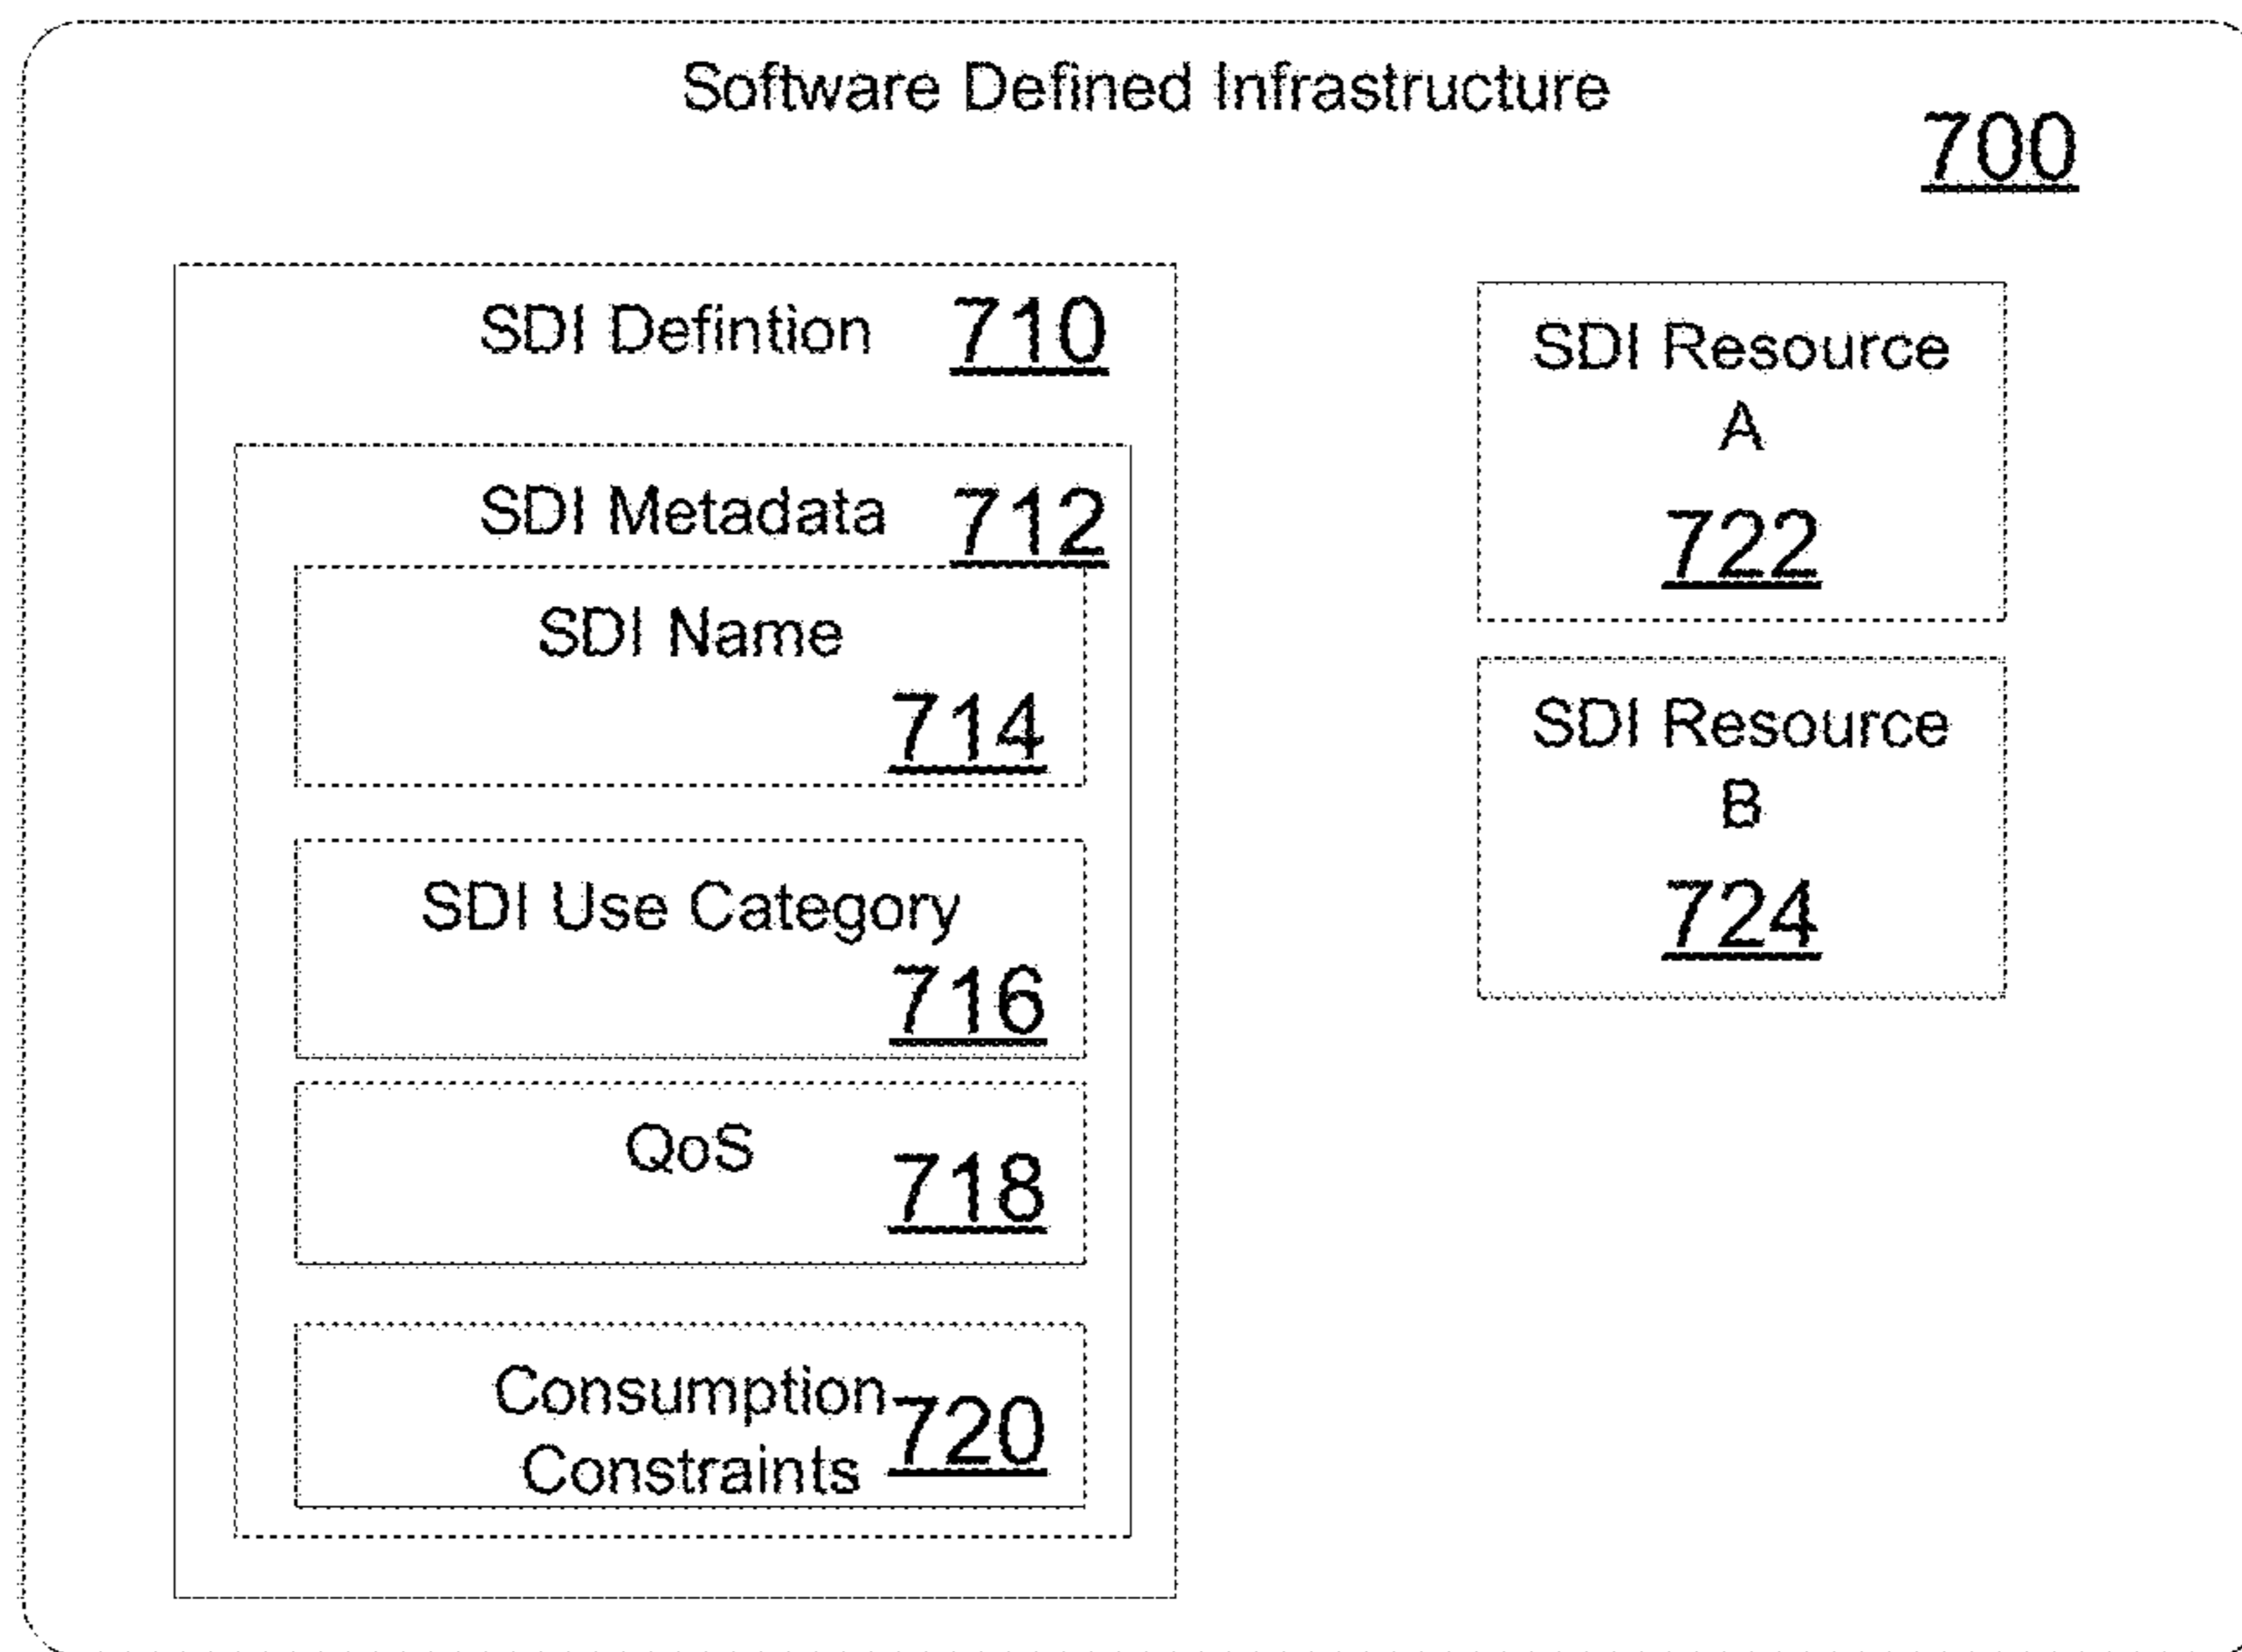 Software Defined Infrastructure
700
SDI Defintion 710
SDI Metadata 712
SDI Name
714
SDI Use Category
716
QoS 718
Consumption 720
Constraints
SDI Resource
A
722
SDI Resource
B
724